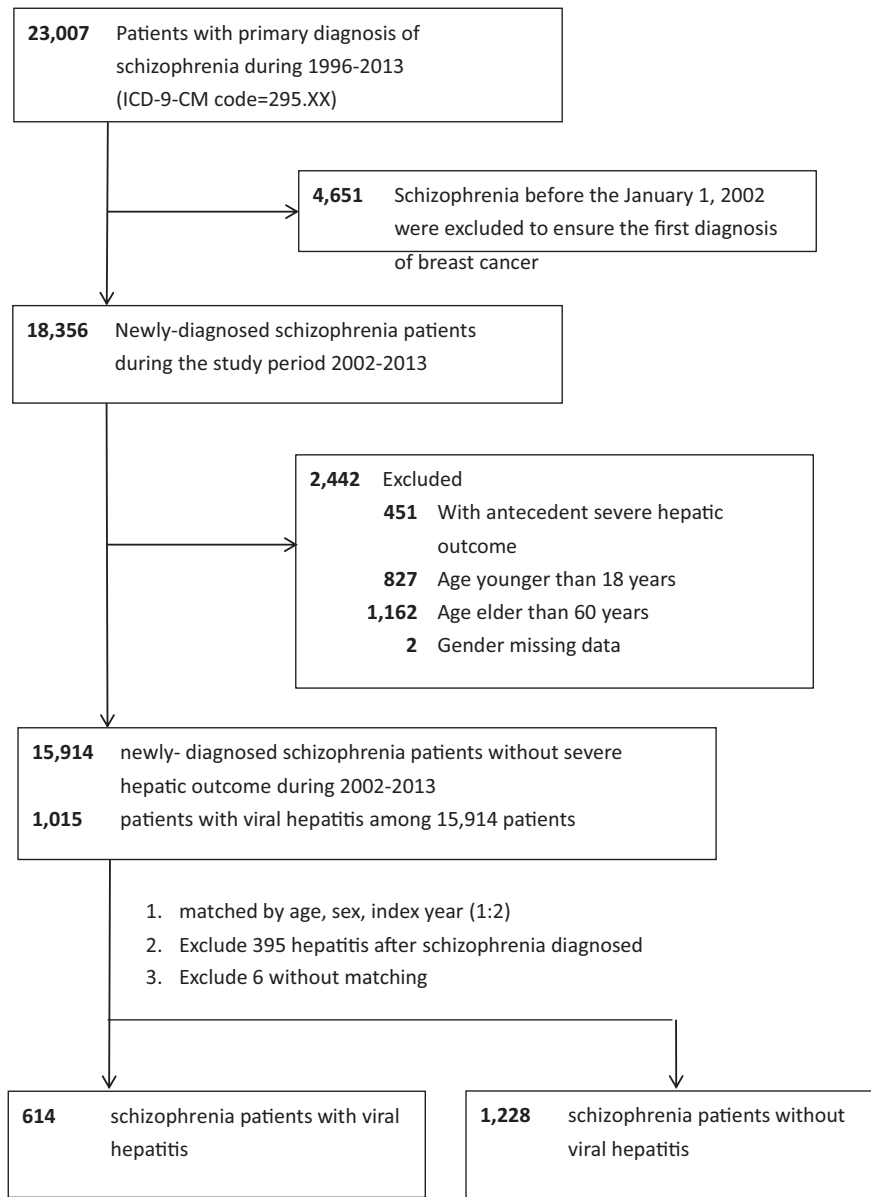 23,007 Patients with primary diagnosis of
schizophrenia during 1996-2013
(ICD-9-CM code=295.XX)
4,651 Schizophrenia before the January 1, 2002
were excluded to ensure the first diagnosis
of breast cancer
18,356 Newly-diagnosed schizophrenia patients
during the study period 2002-2013
2,442 Excluded
451 With antecedent severe hepatic
outcome
827 Age younger than 18 years
1,162 Age elder than 60 years
2 Gender missing data
15,914 newly- diagnosed schizophrenia patients without severe
hepatic outcome during 2002-2013
1,015 patients with viral hepatitis among 15,914 patients
1. matched by age, sex, index year (1:2)
2. Exclude 395 hepatitis after schizophrenia diagnosed
3. Exclude 6 without matching
614 schizophrenia patients with viral
hepatitis
1,228 schizophrenia patients without
viral hepatitis